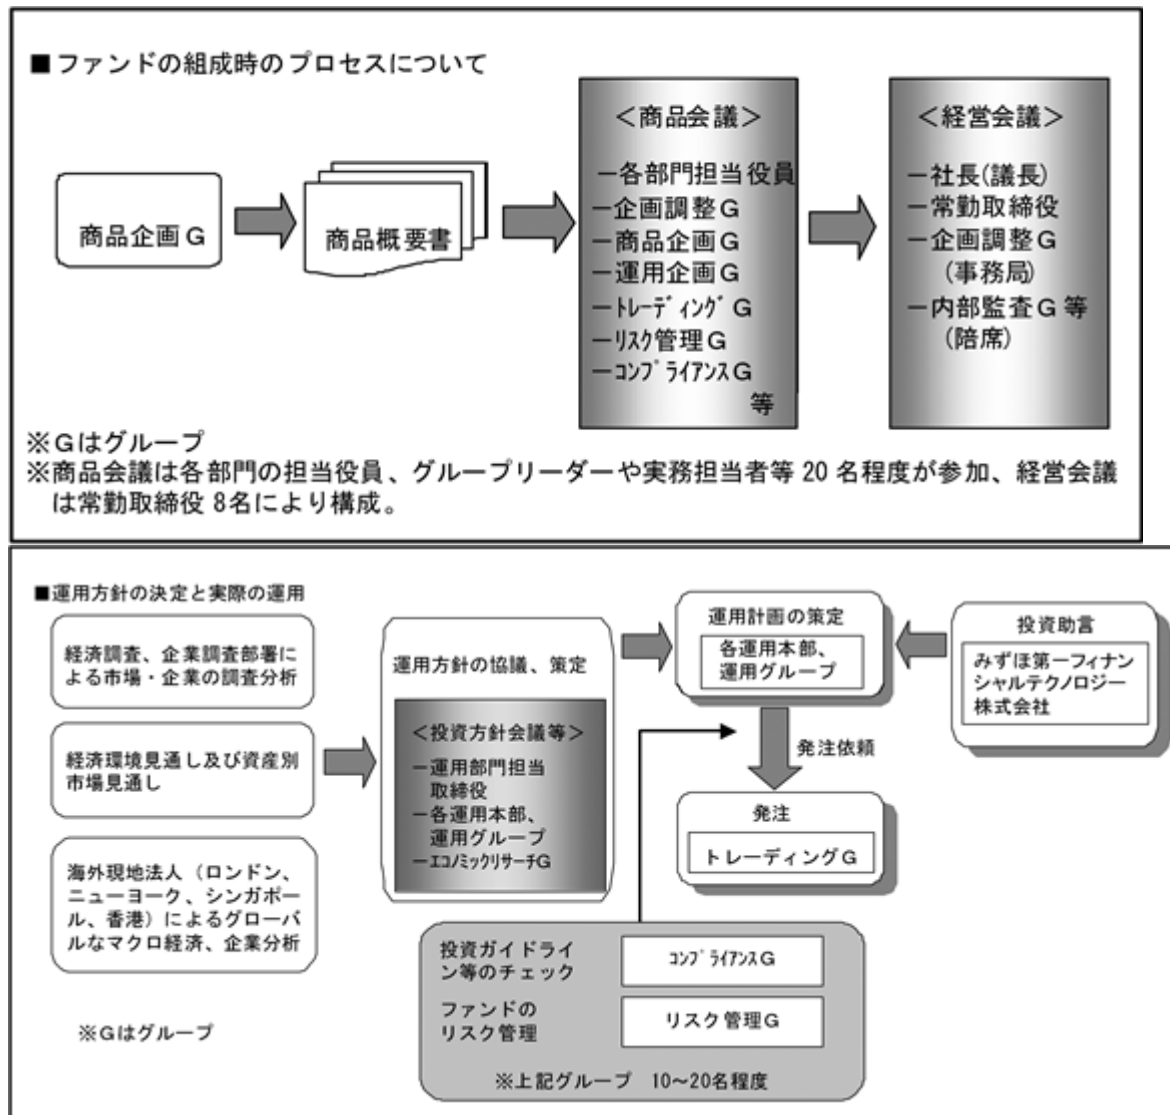 ■ファンドの組成時のプロセスについて
商品企画G
商品概要書
＜商品会議＞
－各部門担当役員
－企画調整G
－商品企画G
－運用企画G
－ﾄﾚｰﾃﾞｨﾝｸﾞG
－ﾘｽｸ管理G
－ｺﾝﾌﾟﾗｲｱﾝｽG
等
＜経営会議＞
－社長(議長)
－常勤取締役
－企画調整G
(事務局)
－内部監査G等
(陪席)
※Gはグループ
※商品会議は各部門の担当役員、グループリーダーや実務担当者等 20 名程度が参加、経営会議
は常勤取締役 8名により構成。
■運用方針の決定と実際の運用
経済調査、企業調査部署に
よる市場・企業の調査分析
経済環境見通し及び資産別
市場見通し
海外現地法人（ロンドン、
ニューヨーク、シンガポー
ル、香港）によるグローバ
ルなマクロ経済、企業分析
※Gはグループ
運用方針の協議、策定
＜投資方針会議等＞
－運用部門担当
取締役
－各運用本部、
運用グループ
－ｴｺﾉﾐｯｸﾘｻｰﾁG
運用計画の策定
各運用本部、
運用グループ
投資助言
みずほ第一フィナン
シャルテクノロジー
株式会社
発注依頼
発注
トレーディングG
投資ガイドライ
ン等のチェック
ｺﾝﾌﾟﾗｲｱﾝｽG
ファンドの
リスク管理
リスク管理G
※上記グループ　10～20名程度